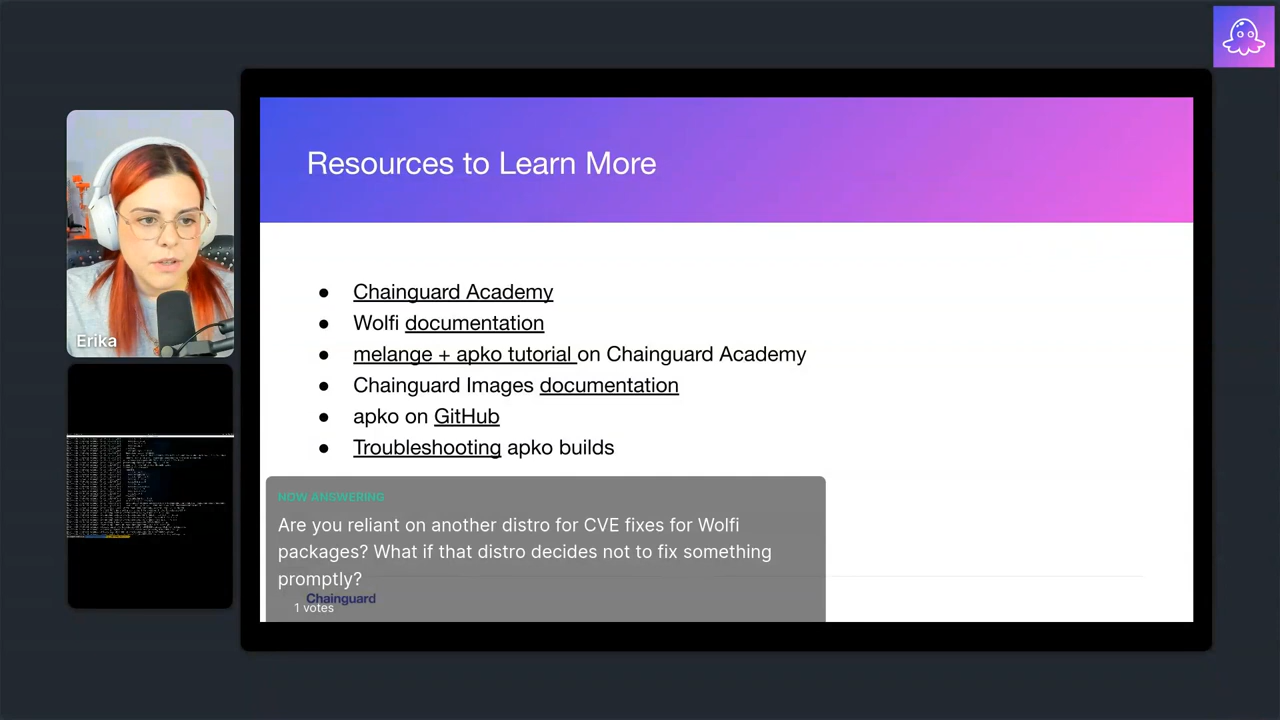 Resources to Learn More
Erika
● Chainguard Academy
● Wolfi documentation
● melange + apko tutorial on Chainguard Academy
● Chainguard Images documentation
● apko on GitHub
● Troubleshooting apko builds
NOW ANSWERING
Are you reliant on another distro for CVE fixes for Wolfi
packages? What if that distro decides not to fix something
promptly?
Chainguard
1 votes